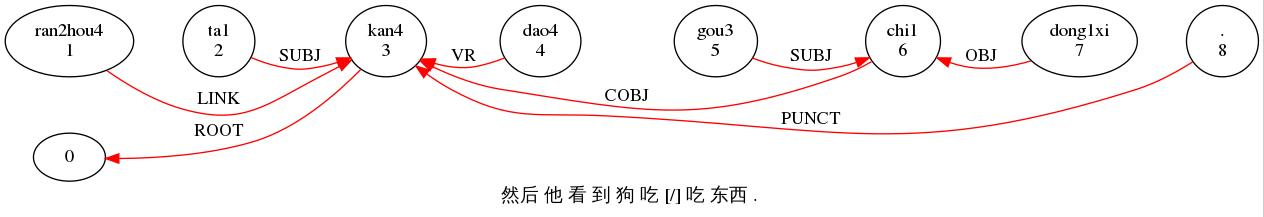 ran2hou4 ta1 kan4 dao4 gou3 chi1 dong1xi .
1 2 3 4 5 6 7 8
SUBJ VR SUBJ OBJ
LINK COBJ
ROOT PUNCT
0
然后 他 看 到 狗 吃 [/] 吃 东西 .